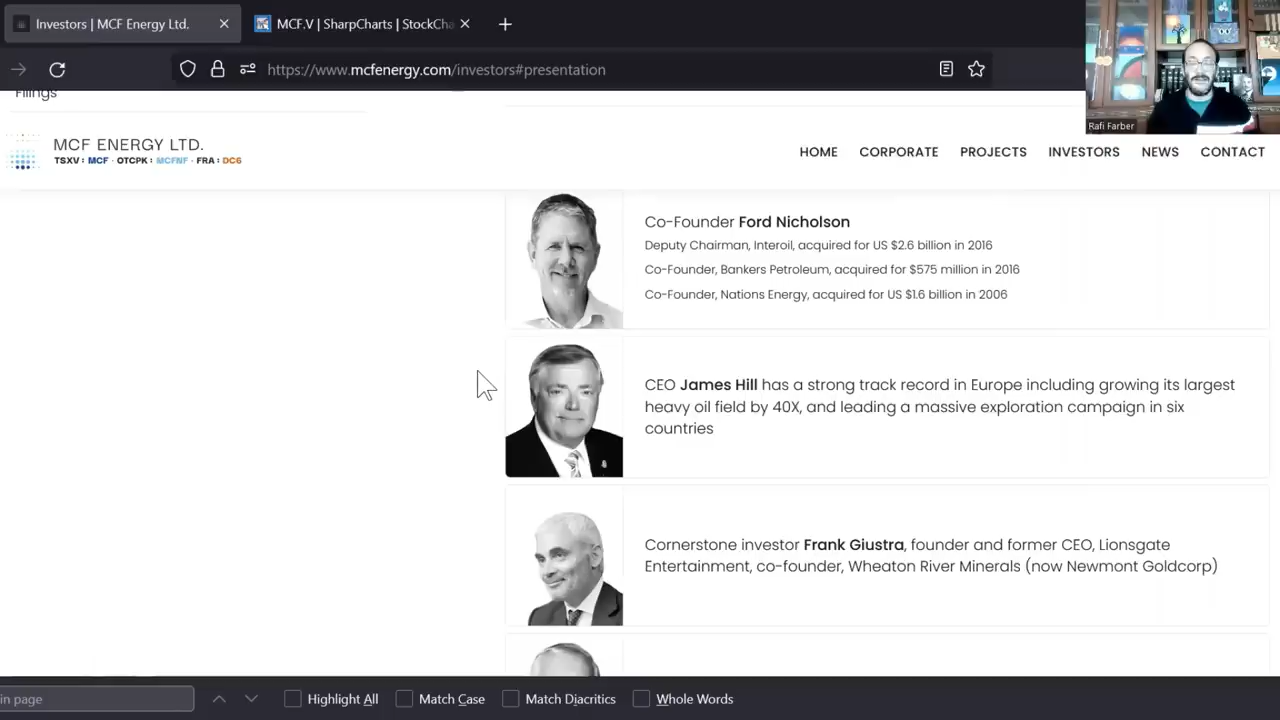 Investors | MCF Energy Ltd.
MCF.V | SharpCharts | StockCha
https://www.mcfenergy.com/investors#presentation
Rafi Farber
Filings
MCF ENERGY LTD.
TSXV : MCF · OTCPK : MCFNF · FRA : DC6
HOME CORPORATE PROJECTS INVESTORS NEWS CONTACT
Co-Founder Ford Nicholson
Deputy Chairman, Interoil, acquired for US $2.6 billion in 2016
Co-Founder, Bankers Petroleum, acquired for $575 million in 2016
Co-Founder, Nations Energy, acquired for US $1.6 billion in 2006
CEO James Hill has a strong track record in Europe including growing its largest
heavy oil field by 40X, and leading a massive exploration campaign in six
countries
Cornerstone investor Frank Giustra, founder and former CEO, Lionsgate
Entertainment, co-founder, Wheaton River Minerals (now Newmont Goldcorp)
in page
Highlight All
Match Case
Match Diacritics
Whole Words